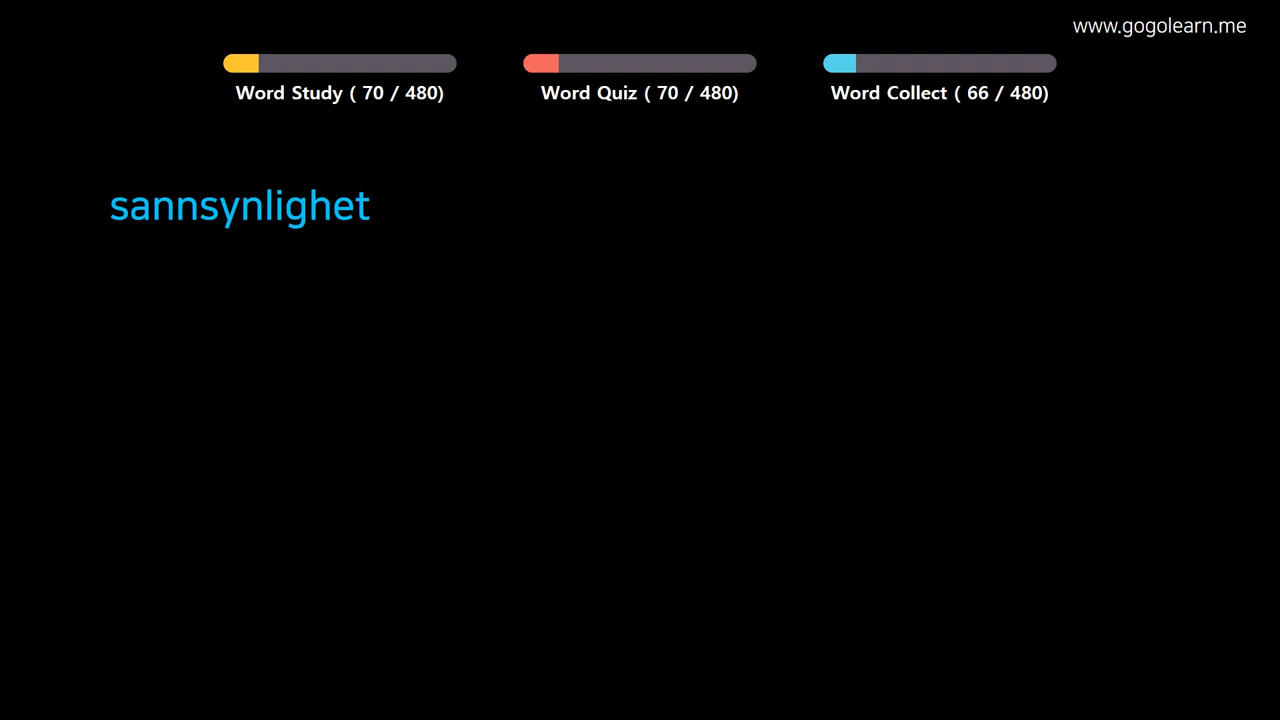 www.gogolearn.me
Word Study ( 70 / 480)
Word Quiz ( 70 / 480)
Word Collect ( 66 / 480)
sannsynlighet